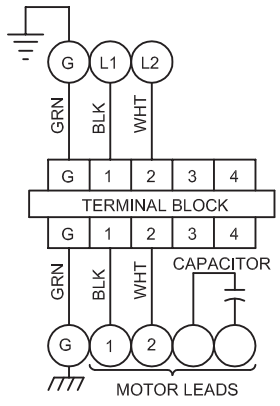 G L1 L2
GRN BLK WHT
G 1 2 3 4
TERMINAL BLOCK
G 1 2 3 4
GRN BLK WHT CAPACITOR
G 1 2
MOTOR LEADS